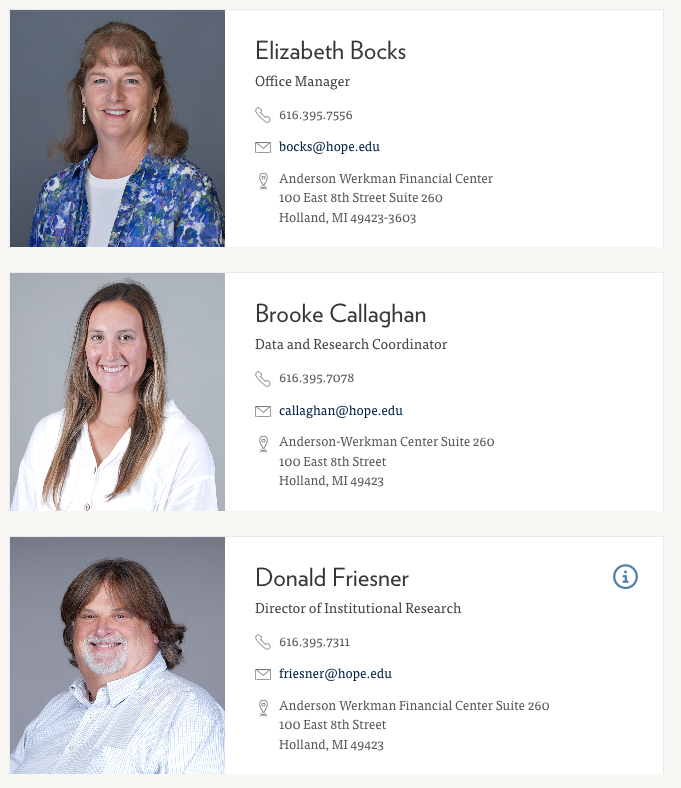 Elizabeth Bocks
Office Manager
616.395.7556
bocks@hope.edu
Anderson Werkman Financial Center
100 East 8th Street Suite 260
Holland, MI 49423-3603
Brooke Callaghan
Data and Research Coordinator
616.395.7078
callaghan@hope.edu
Anderson-Werkman Center Suite 260
100 East 8th Street
Holland, MI 49423
Donald Friesner
Director of Institutional Research
616.395.7311
friesner@hope.edu
Anderson Werkman Financial Center Suite 260
100 East 8th Street
Holland, MI 49423